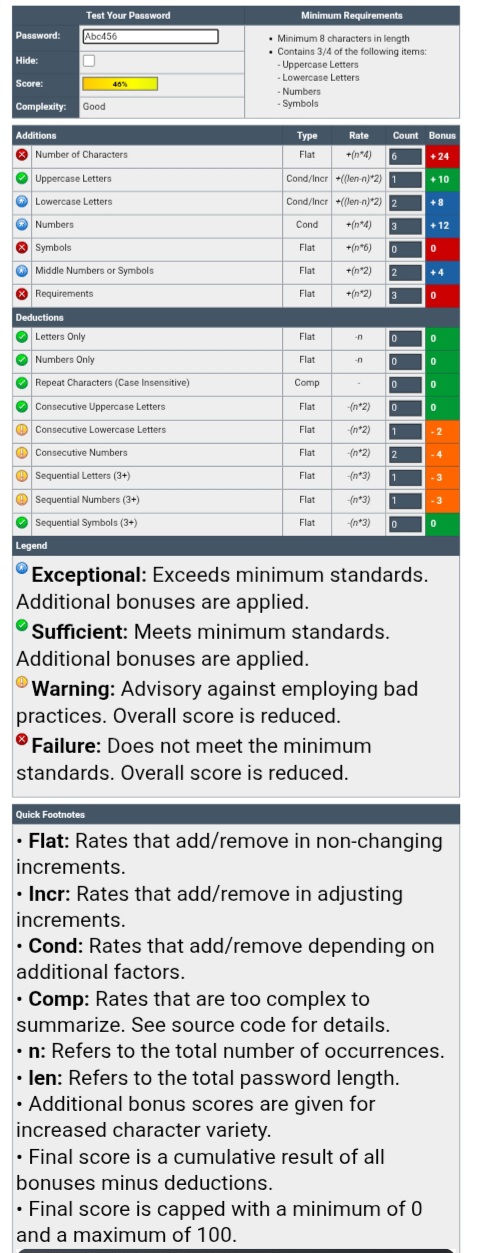 Test Your Password Minimum Requirements
Password: Abc456
Hide:
Score: 46%
Complexity: Good
• Minimum 8 characters in length
• Contains 3/4 of the following items:
- Uppercase Letters
- Lowercase Letters
- Numbers
- Symbols
Additions Type Rate Count Bonus
Number of Characters Flat +(n*4) 6 + 24
Uppercase Letters Cond/Incr +((len-n)*2) 1 + 10
Lowercase Letters Cond/Incr +((len-n)*2) 2 + 8
Numbers Cond +(n*4) 3 + 12
Symbols Flat +(n*6) 0 0
Middle Numbers or Symbols Flat +(n*2) 2 + 4
Requirements Flat +(n*2) 3 0
Deductions
Letters Only Flat -n 0 0
Numbers Only Flat -n 0 0
Repeat Characters (Case Insensitive) Comp - 0 0
Consecutive Uppercase Letters Flat -(n*2) 0 0
Consecutive Lowercase Letters Flat -(n*2) 1 - 2
Consecutive Numbers Flat -(n*2) 2 - 4
Sequential Letters (3+) Flat -(n*3) 1 - 3
Sequential Numbers (3+) Flat -(n*3) 1 - 3
Sequential Symbols (3+) Flat -(n*3) 0 0
Legend
Exceptional: Exceeds minimum standards.
Additional bonuses are applied.
Sufficient: Meets minimum standards.
Additional bonuses are applied.
Warning: Advisory against employing bad
practices. Overall score is reduced.
Failure: Does not meet the minimum
standards. Overall score is reduced.
Quick Footnotes
• Flat: Rates that add/remove in non-changing
increments.
• Incr: Rates that add/remove in adjusting
increments.
• Cond: Rates that add/remove depending on
additional factors.
• Comp: Rates that are too complex to
summarize. See source code for details.
• n: Refers to the total number of occurrences.
• len: Refers to the total password length.
• Additional bonus scores are given for
increased character variety.
• Final score is a cumulative result of all
bonuses minus deductions.
• Final score is capped with a minimum of 0
and a maximum of 100.